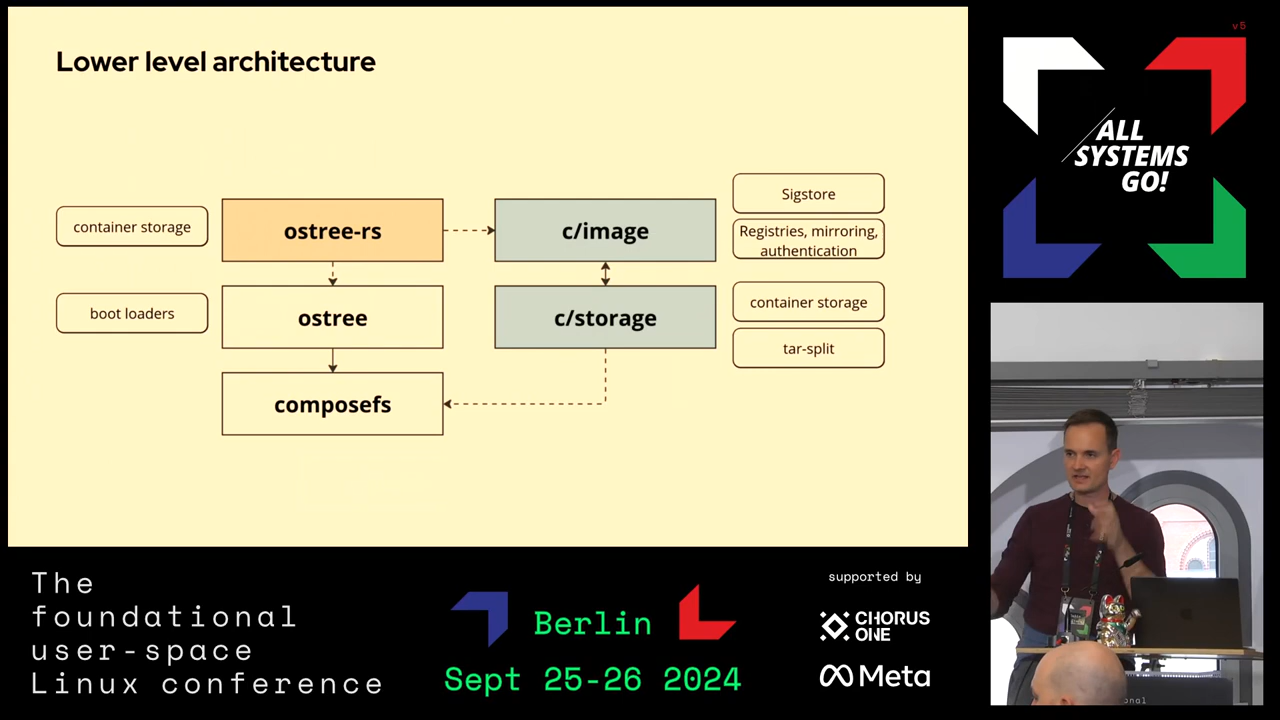 Lower level architecture
container storage
ostree-rs
c/image
Sigstore
Registries, mirroring,
authentication
boot loaders
ostree
c/storage
container storage
tar-split
composefs
v5
ALL
SYSTEMS
GO!
The
foundational
user-space
Linux conference
Berlin
Sept 25-26 2024
supported by
CHORUS
ONE
Meta